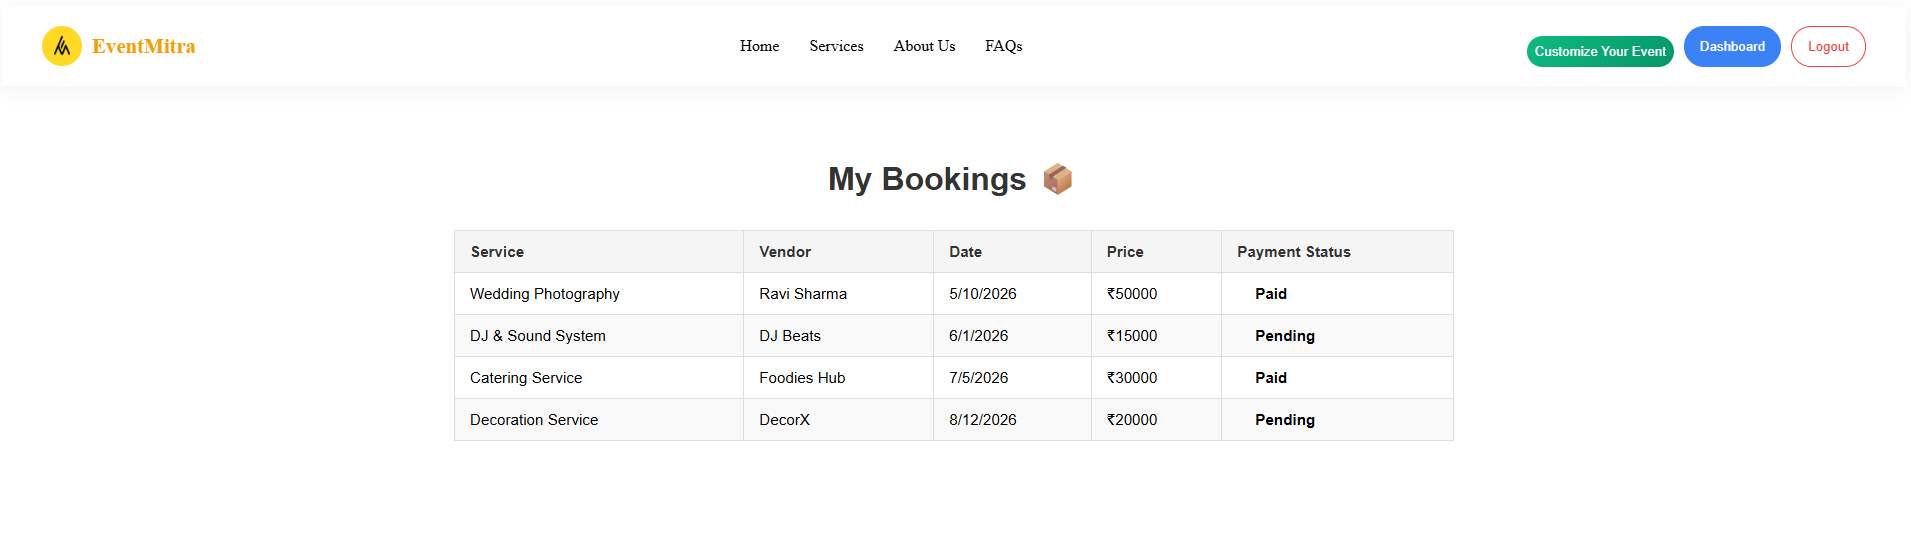 EventMitra Home Services About Us FAQs Customize Your Event Dashboard Logout
My Bookings
Service Vendor Date Price Payment Status
Wedding Photography Ravi Sharma 5/10/2026 ₹50000 Paid
DJ & Sound System DJ Beats 6/1/2026 ₹15000 Pending
Catering Service Foodies Hub 7/5/2026 ₹30000 Paid
Decoration Service DecorX 8/12/2026 ₹20000 Pending